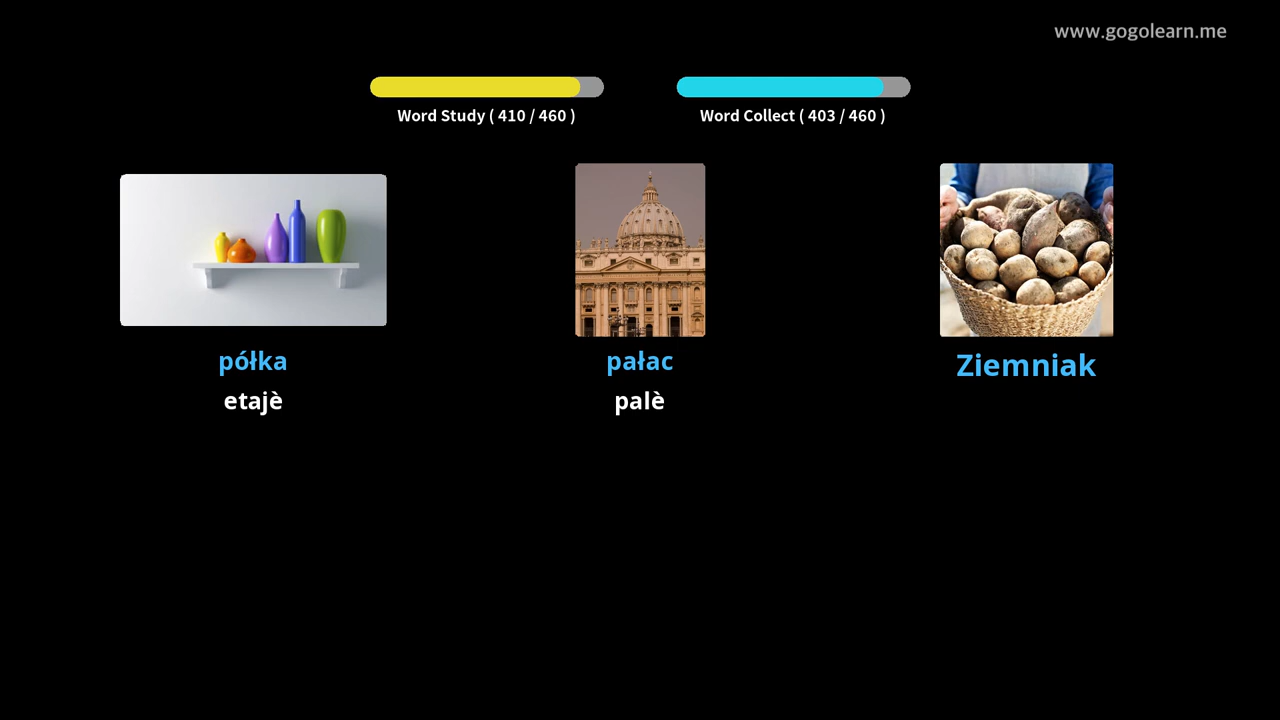 www.gogolearn.me
Word Study ( 410 / 460 )
Word Collect ( 403 / 460 )
półka
pałac
Ziemniak
etajè
palè